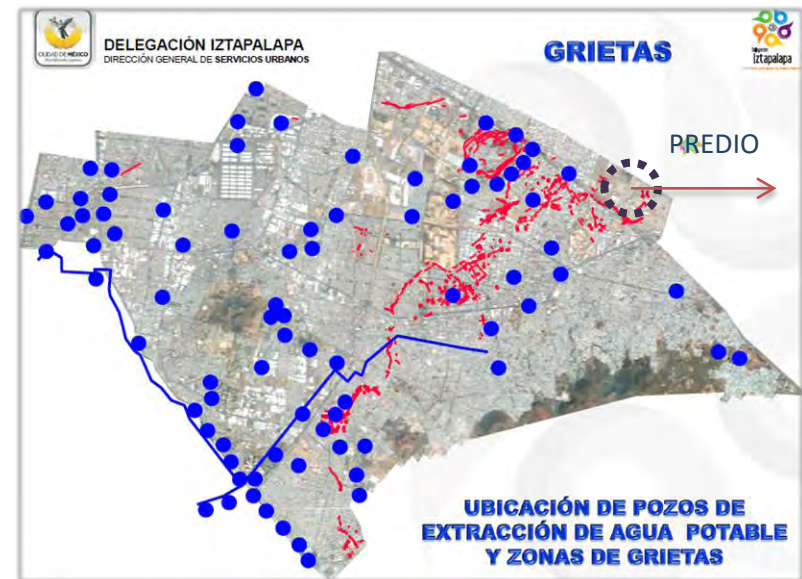 CIUDAD DE MÉXICO
DELEGACIÓN IZTAPALAPA
DIRECCIÓN GENERAL DE SERVICIOS URBANOS
GRIETAS
Iztapalapa
PREDIO
UBICACIÓN DE POZOS DE
EXTRACCIÓN DE AGUA POTABLE
Y ZONAS DE GRIETAS